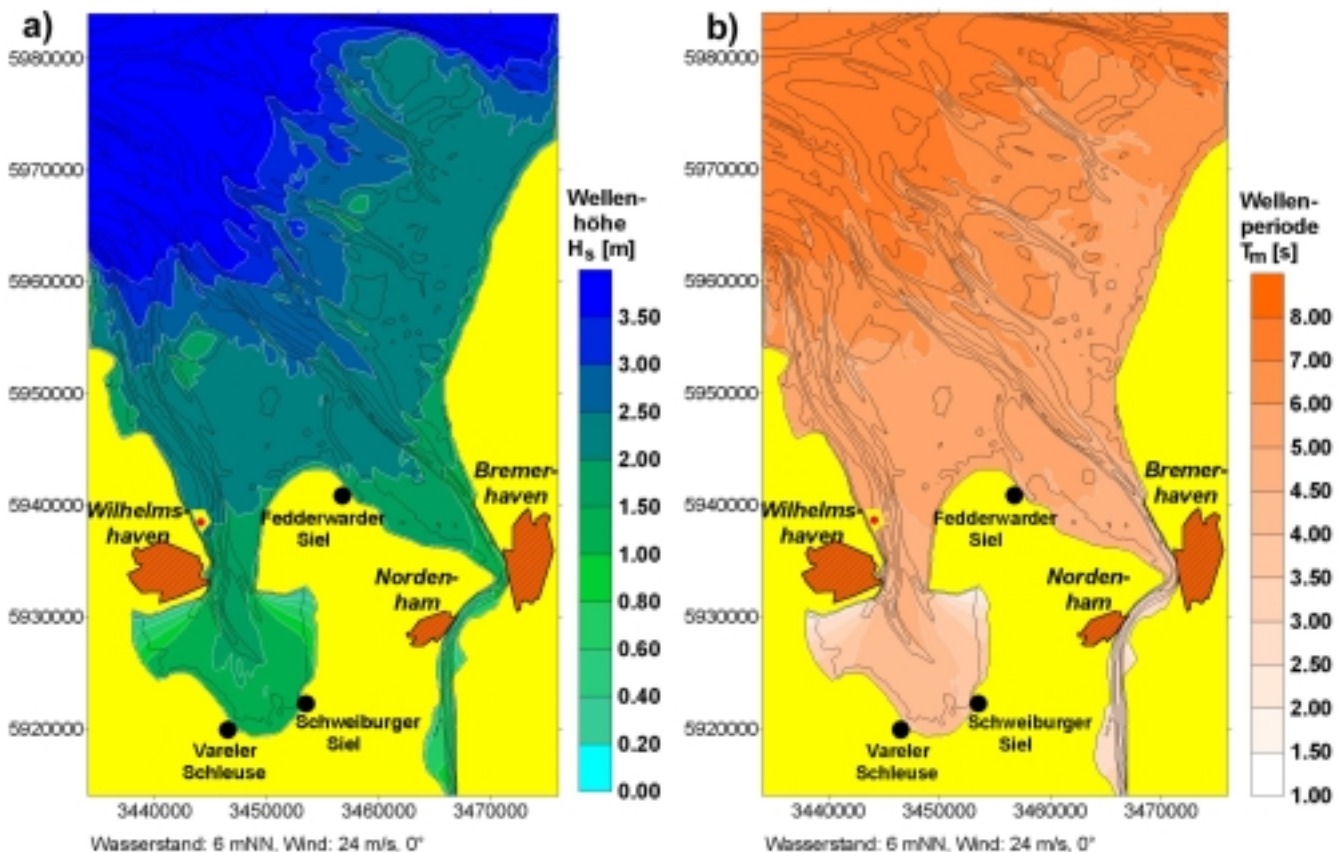 a)
5980000
5970000
5960000
5950000
5940000
5930000
5920000
3440000
3450000
3460000
3470000
Wilhelms-
haven
Fedderwarder
Siel
Bremer-
haven
Norden-
ham
Schweiburger
Siel
Vareler
Schleuse
Wellen-
höhe
Hs [m]
3.50
3.00
2.50
2.00
1.50
1.00
0.80
0.60
0.40
0.20
0.00
Wasserstand: 6 mNN, Wind: 24 m/s, 0°
b)
5980000
5970000
5960000
5950000
5940000
5930000
5920000
3440000
3450000
3460000
3470000
Wilhelms-
haven
Fedderwarder
Siel
Bremer-
haven
Norden-
ham
Schweiburger
Siel
Vareler
Schleuse
Wellen-
periode
Tm [s]
8.00
7.00
6.00
5.00
4.50
4.00
3.50
3.00
2.50
2.00
1.50
1.00
Wasserstand: 6 mNN, Wind: 24 m/s, 0°